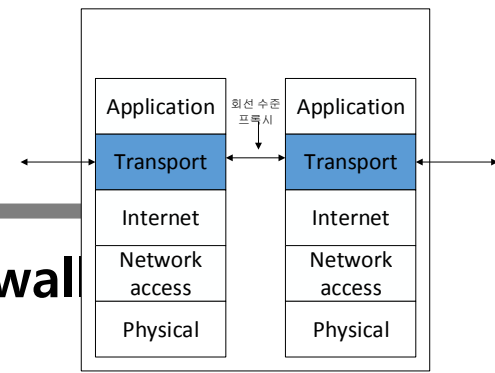 Application
회선 수준
프록시
Application
Transport
Transport
Internet
Internet
wall
Network
access
Network
access
Physical
Physical